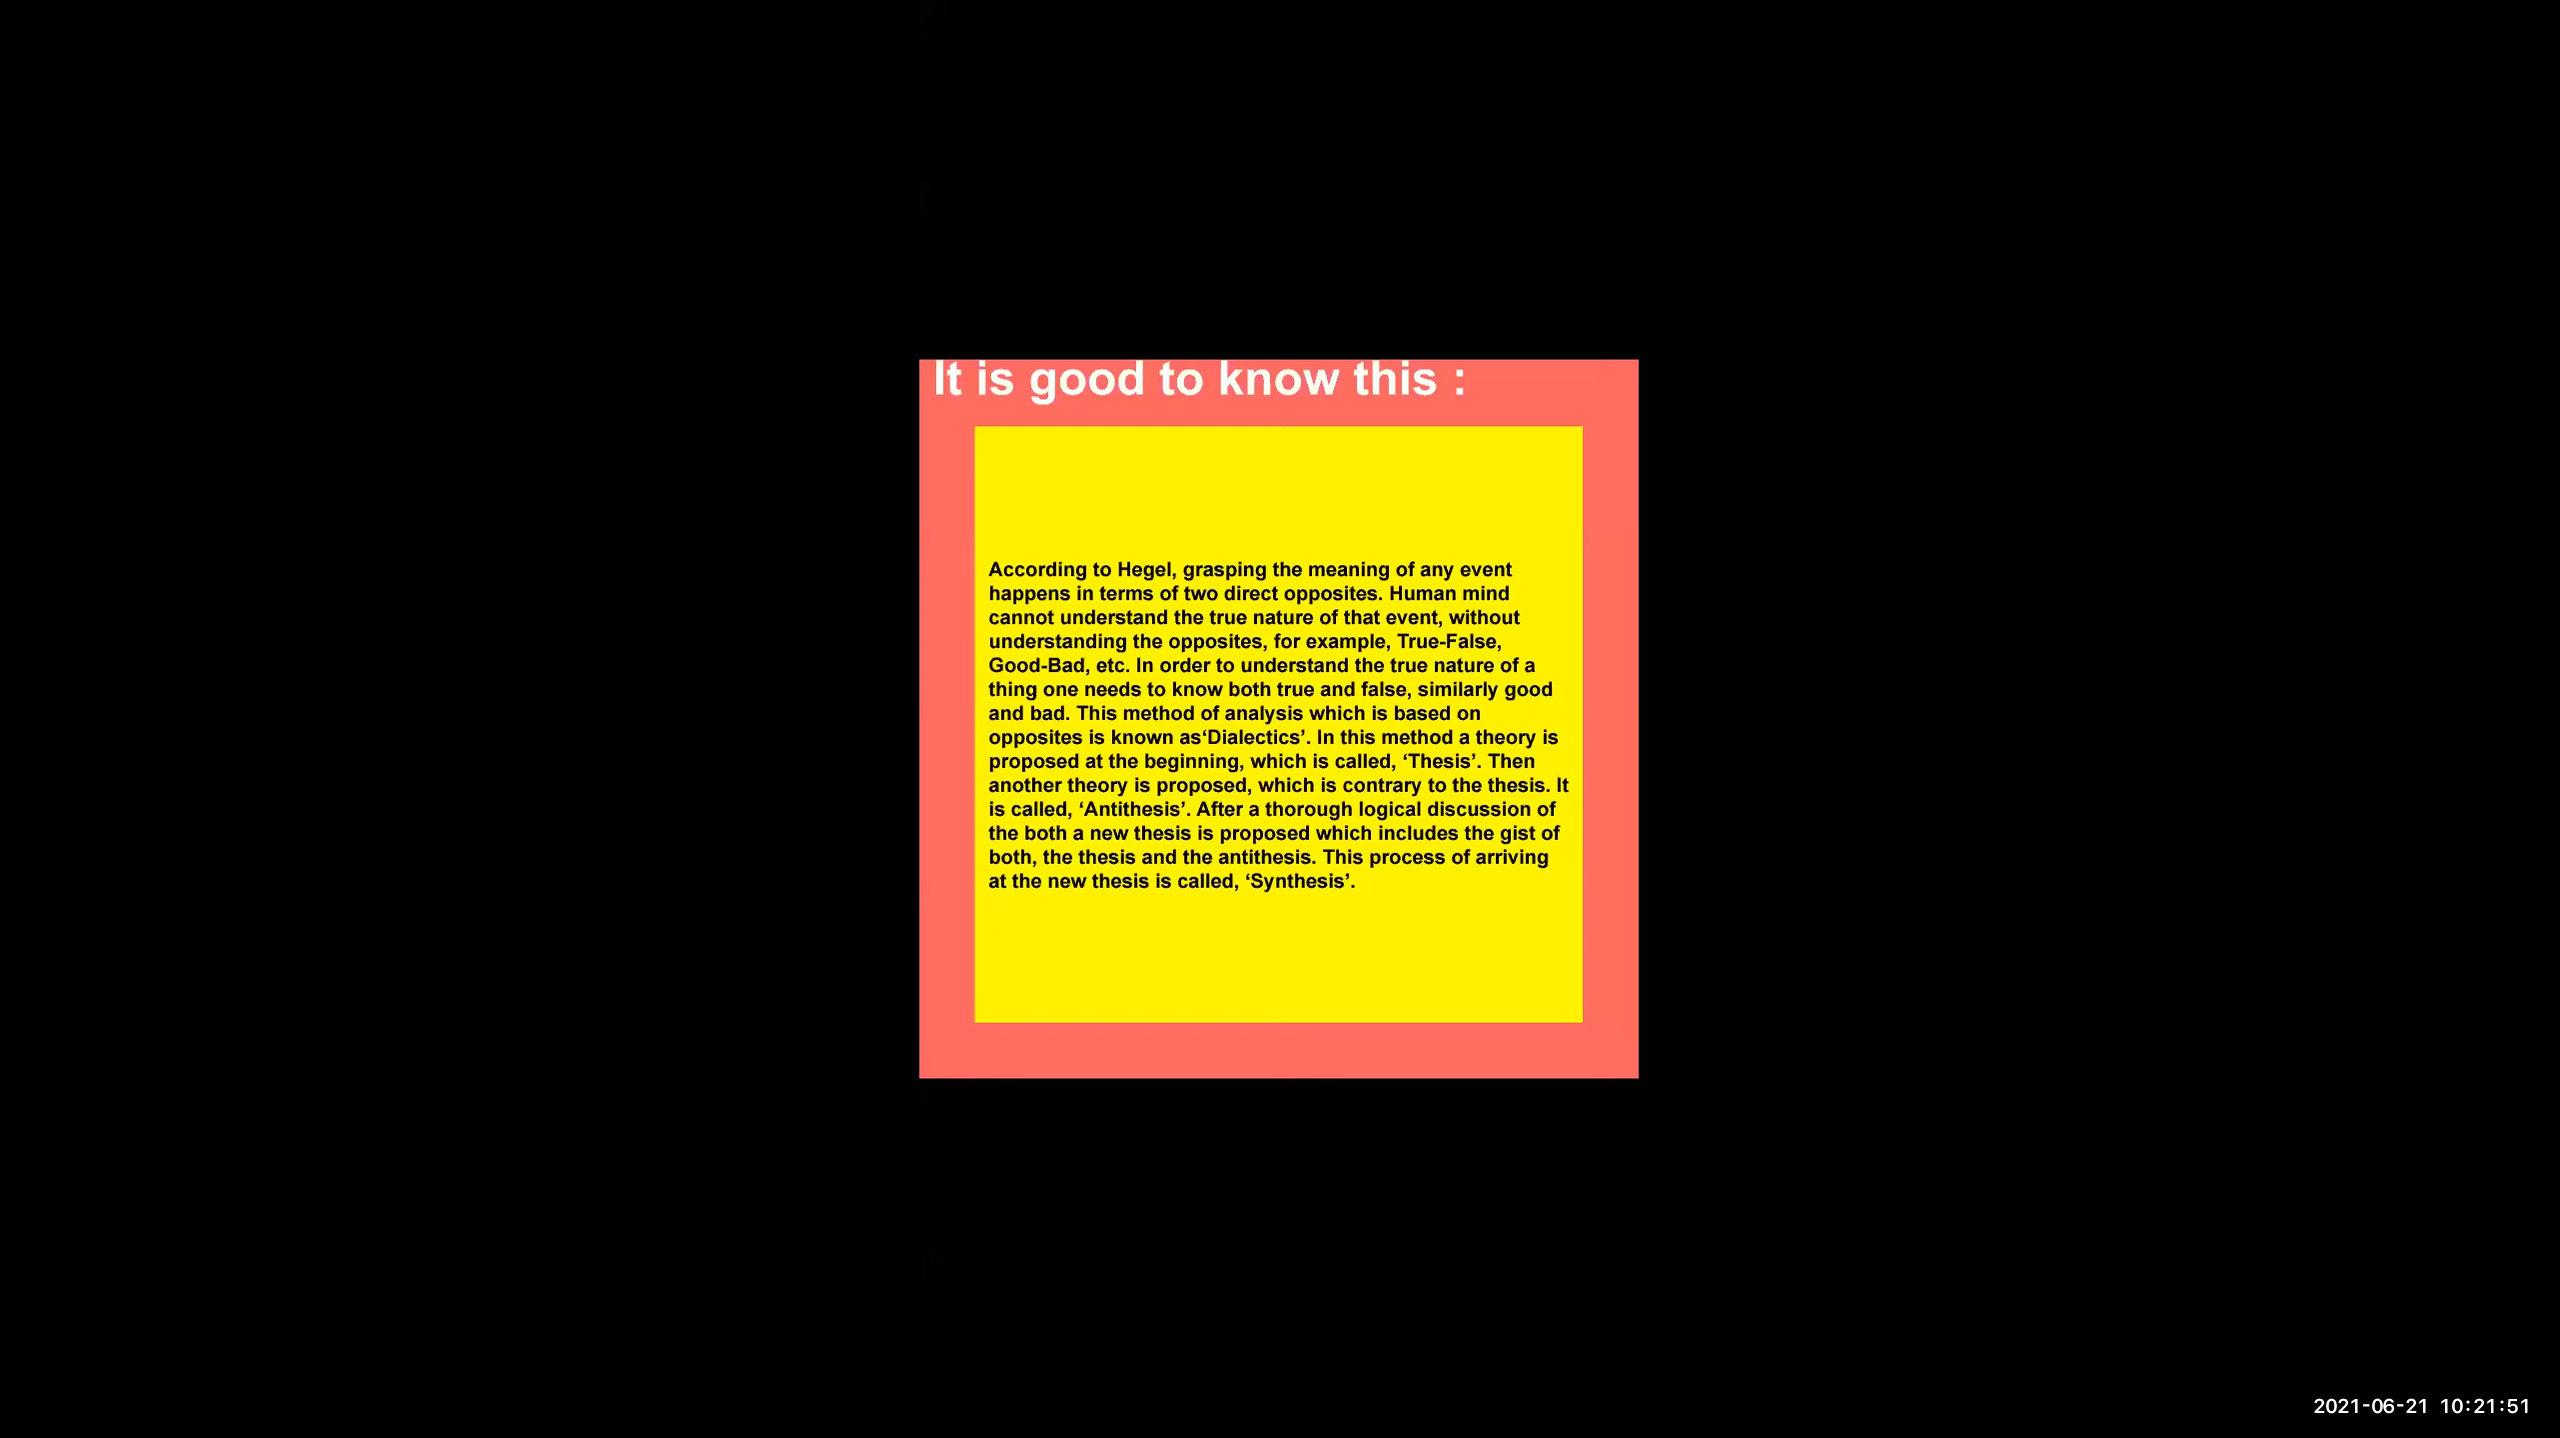 It is good to know this :
According to Hegel, grasping the meaning of any event
happens in terms of two direct opposites. Human mind
cannot understand the true nature of that event, without
understanding the opposites, for example, True-False,
Good-Bad, etc. In order to understand the true nature of a
thing one needs to know both true and false, similarly good
and bad. This method of analysis which is based on
opposites is known as‘Dialectics’. In this method a theory is
proposed at the beginning, which is called, ‘Thesis’. Then
another theory is proposed, which is contrary to the thesis. It
is called, ‘Antithesis’. After a thorough logical discussion of
the both a new thesis is proposed which includes the gist of
both, the thesis and the antithesis. This process of arriving
at the new thesis is called, ‘Synthesis’.
2021-06-21 10:21:51